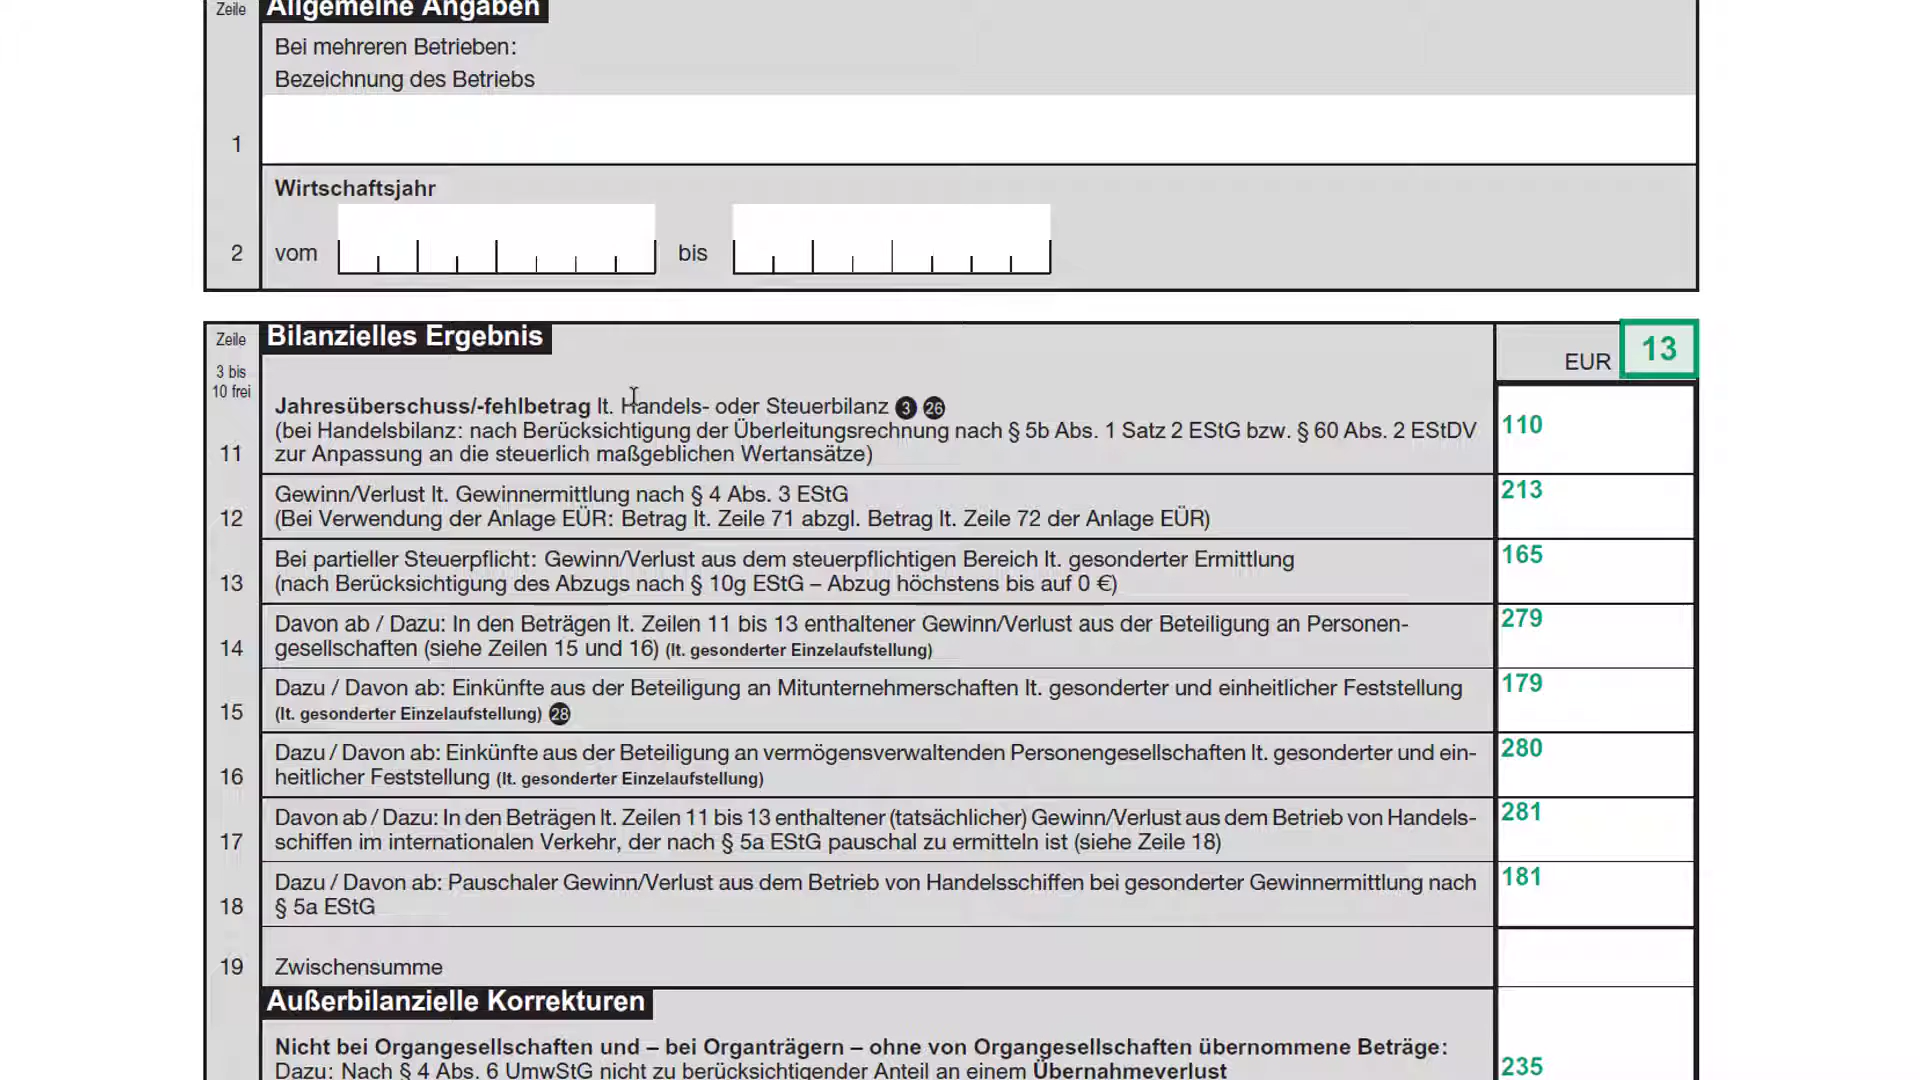 Zeile
Allgemeine Angaben
Bei mehreren Betrieben:
Bezeichnung des Betriebs
1
Wirtschaftsjahr
2 vom bis
Zeile
Bilanzielles Ergebnis
EUR 13
3 bis
10 frei
Jahresüberschuss/-fehlbetrag lt. Handels- oder Steuerbilanz 3 26
(bei Handelsbilanz: nach Berücksichtigung der Überleitungsrechnung nach § 5b Abs. 1 Satz 2 EStG bzw. § 60 Abs. 2 EStDV 110
11 zur Anpassung an die steuerlich maßgeblichen Wertansätze)
Gewinn/Verlust lt. Gewinnermittlung nach § 4 Abs. 3 EStG 213
12 (Bei Verwendung der Anlage EÜR: Betrag lt. Zeile 71 abzgl. Betrag lt. Zeile 72 der Anlage EÜR)
Bei partieller Steuerpflicht: Gewinn/Verlust aus dem steuerpflichtigen Bereich lt. gesonderter Ermittlung 165
13 (nach Berücksichtigung des Abzugs nach § 10g EStG – Abzug höchstens bis auf 0 €)
Davon ab / Dazu: In den Beträgen lt. Zeilen 11 bis 13 enthaltener Gewinn/Verlust aus der Beteiligung an Personen- 279
14 gesellschaften (siehe Zeilen 15 und 16) (lt. gesonderter Einzelaufstellung)
Dazu / Davon ab: Einkünfte aus der Beteiligung an Mitunternehmerschaften lt. gesonderter und einheitlicher Feststellung 179
15 (lt. gesonderter Einzelaufstellung) 28
Dazu / Davon ab: Einkünfte aus der Beteiligung an vermögensverwaltenden Personengesellschaften lt. gesonderter und ein- 280
16 heitlicher Feststellung (lt. gesonderter Einzelaufstellung)
Davon ab / Dazu: In den Beträgen lt. Zeilen 11 bis 13 enthaltener (tatsächlicher) Gewinn/Verlust aus dem Betrieb von Handels- 281
17 schiffen im internationalen Verkehr, der nach § 5a EStG pauschal zu ermitteln ist (siehe Zeile 18)
Dazu / Davon ab: Pauschaler Gewinn/Verlust aus dem Betrieb von Handelsschiffen bei gesonderter Gewinnermittlung nach 181
18 § 5a EStG
19 Zwischensumme
Außerbilanzielle Korrekturen
Nicht bei Organgesellschaften und – bei Organträgern – ohne von Organgesellschaften übernommene Beträge:
Dazu: Nach § 4 Abs. 6 UmwStG nicht zu berücksichtigender Anteil an einem Übernahmeverlust 235